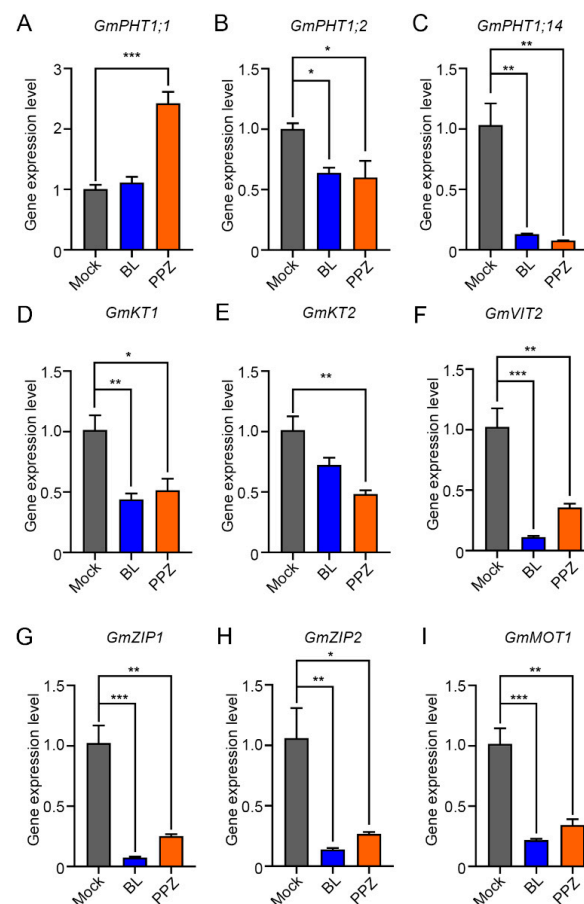 A
GmPHT1;1
Gene expression level
3
2
1
0
***
Mock
BL
PPZ
B
GmPHT1;2
Gene expression level
1.5
1.0
0.5
0
*
*
Mock
BL
PPZ
C
GmPHT1;14
Gene expression level
1.5
1.0
0.5
0
**
**
Mock
BL
PPZ
D
GmKT1
Gene expression level
1.5
1.0
0.5
0
*
**
Mock
BL
PPZ
E
GmKT2
Gene expression level
1.5
1.0
0.5
0
**
Mock
BL
PPZ
F
GmVIT2
Gene expression level
1.5
1.0
0.5
0
**
***
Mock
BL
PPZ
G
GmZIP1
Gene expression level
1.5
1.0
0.5
0
**
***
Mock
BL
PPZ
H
GmZIP2
Gene expression level
1.5
1.0
0.5
0
*
**
Mock
BL
PPZ
I
GmMOT1
Gene expression level
1.5
1.0
0.5
0
**
***
Mock
BL
PPZ